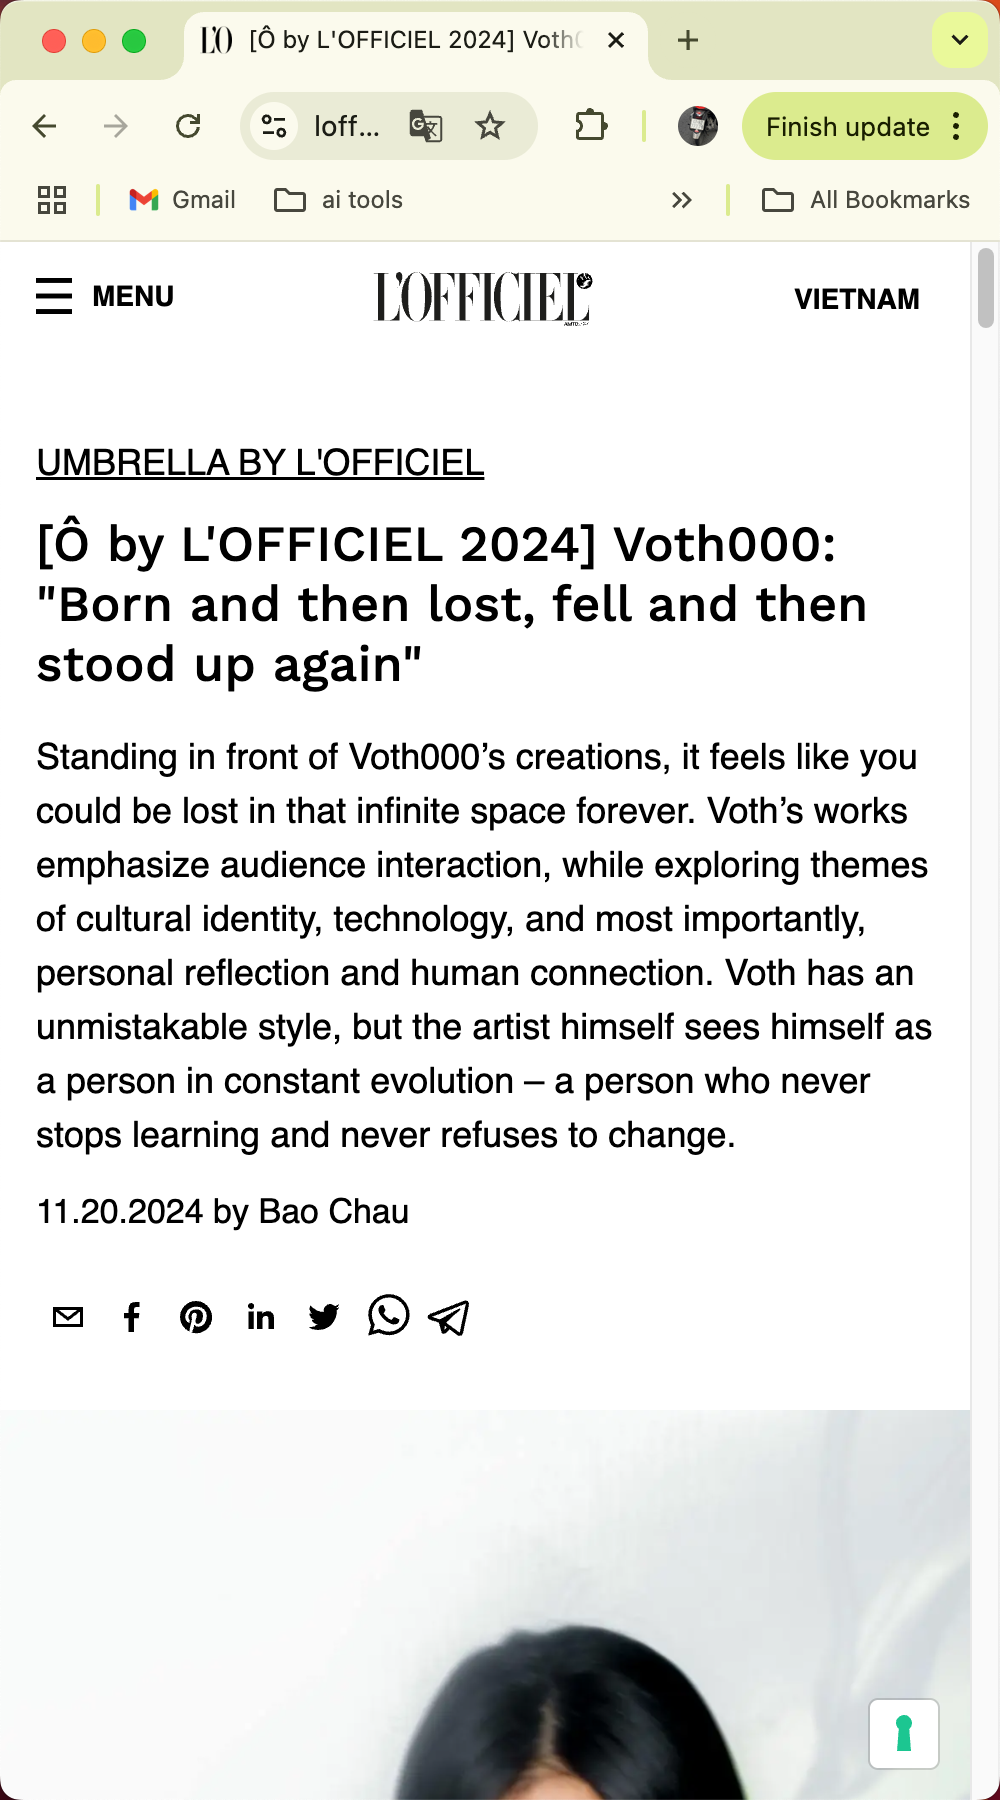 [Ô by L'OFFICIEL 2024] Voth
loff...
Finish update
Gmail
ai tools
All Bookmarks
MENU
L'OFFICIEL
VIETNAM
UMBRELLA BY L'OFFICIEL
[Ô by L'OFFICIEL 2024] Voth000:
"Born and then lost, fell and then
stood up again"
Standing in front of Voth000’s creations, it feels like you
could be lost in that infinite space forever. Voth’s works
emphasize audience interaction, while exploring themes
of cultural identity, technology, and most importantly,
personal reflection and human connection. Voth has an
unmistakable style, but the artist himself sees himself as
a person in constant evolution – a person who never
stops learning and never refuses to change.
11.20.2024 by Bao Chau